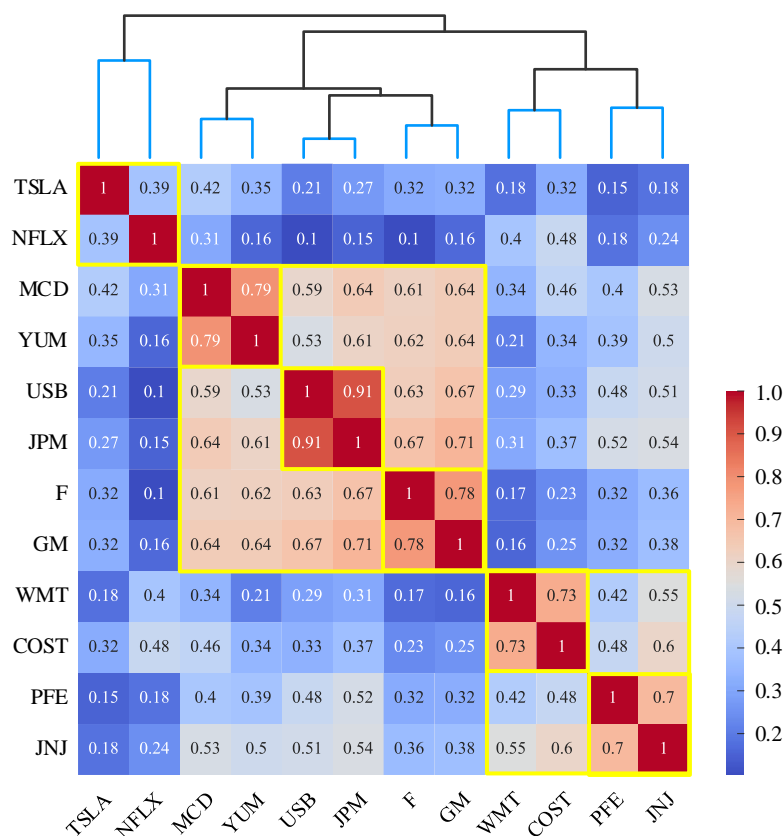 TSLA 1 0.39 0.42 0.35 0.21 0.27 0.32 0.32 0.18 0.32 0.15 0.18
NFLX 0.39 1 0.31 0.16 0.1 0.15 0.1 0.16 0.4 0.48 0.18 0.24
MCD 0.42 0.31 1 0.79 0.59 0.64 0.61 0.64 0.34 0.46 0.4 0.53
YUM 0.35 0.16 0.79 1 0.53 0.61 0.62 0.64 0.21 0.34 0.39 0.5
USB 0.21 0.1 0.59 0.53 1 0.91 0.63 0.67 0.29 0.33 0.48 0.51
JPM 0.27 0.15 0.64 0.61 0.91 1 0.67 0.71 0.31 0.37 0.52 0.54
F 0.32 0.1 0.61 0.62 0.63 0.67 1 0.78 0.17 0.23 0.32 0.36
GM 0.32 0.16 0.64 0.64 0.67 0.71 0.78 1 0.16 0.25 0.32 0.38
WMT 0.18 0.4 0.34 0.21 0.29 0.31 0.17 0.16 1 0.73 0.42 0.55
COST 0.32 0.48 0.46 0.34 0.33 0.37 0.23 0.25 0.73 1 0.48 0.6
PFE 0.15 0.18 0.4 0.39 0.48 0.52 0.32 0.32 0.42 0.48 1 0.7
JNJ 0.18 0.24 0.53 0.5 0.51 0.54 0.36 0.38 0.55 0.6 0.7 1
TSLA NFLX MCD YUM USB JPM F GM WMT COST PFE JNJ
1.0
0.9
0.8
0.7
0.6
0.5
0.4
0.3
0.2